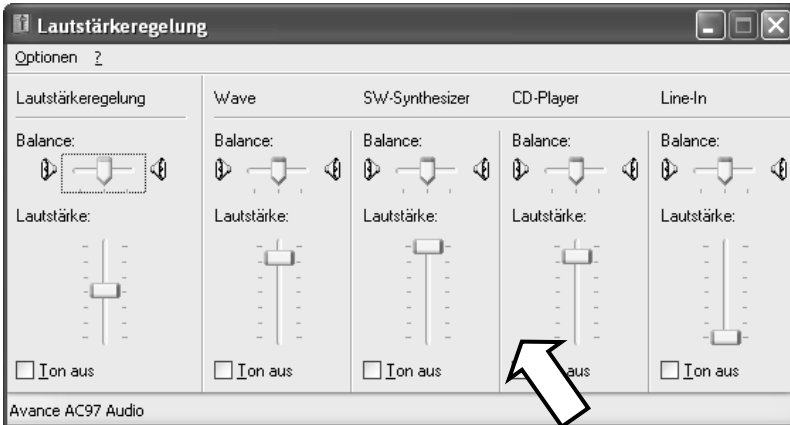 Lautstärkeregelung
Optionen ?
Lautstärkeregelung Wave SW-Synthesizer CD-Player Line-In
Balance: Balance: Balance: Balance: Balance:
Lautstärke: Lautstärke: Lautstärke: Lautstärke: Lautstärke:
Ton aus Ton aus Ton aus aus Ton aus
Avance AC97 Audio